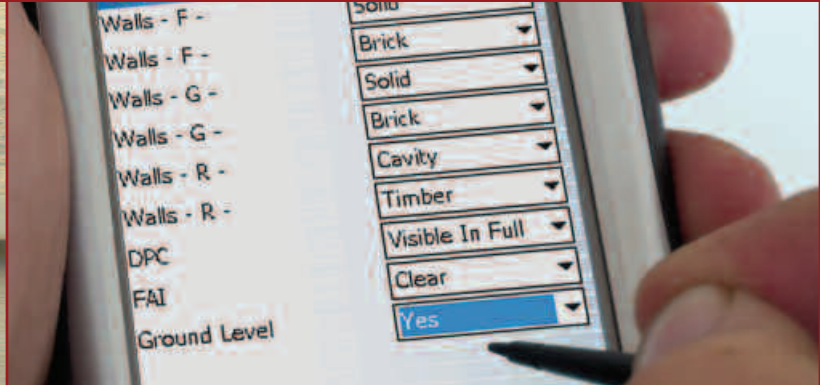 Walls - F - Solid
Walls - F - Brick
Walls - G - Solid
Walls - G - Brick
Walls - R - Cavity
Walls - R - Timber
DPC Visible In Full
FAI Clear
Ground Level Yes